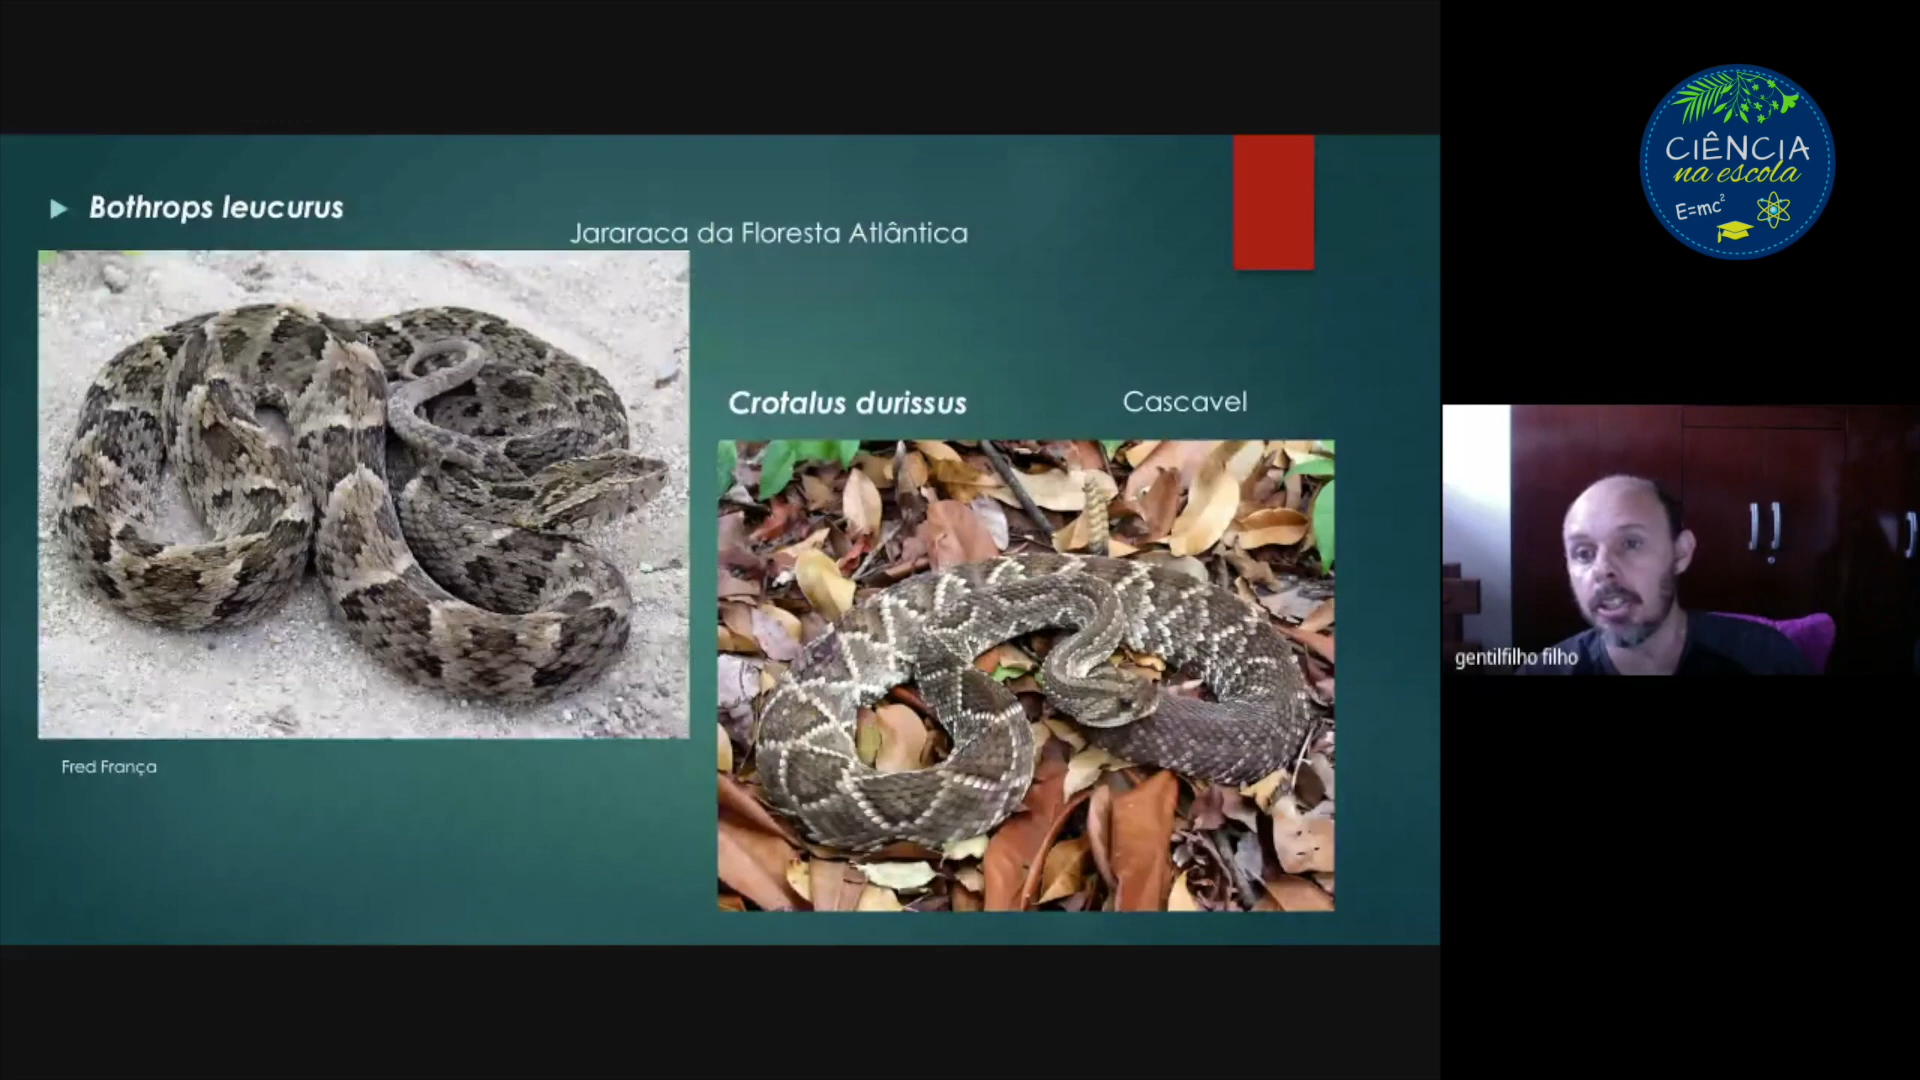 Bothrops leucurus
Jararaca da Floresta Atlântica
Crotalus durissus
Cascavel
Fred França
CIÊNCIA
na escola
E=mc²
gentilfilho filho